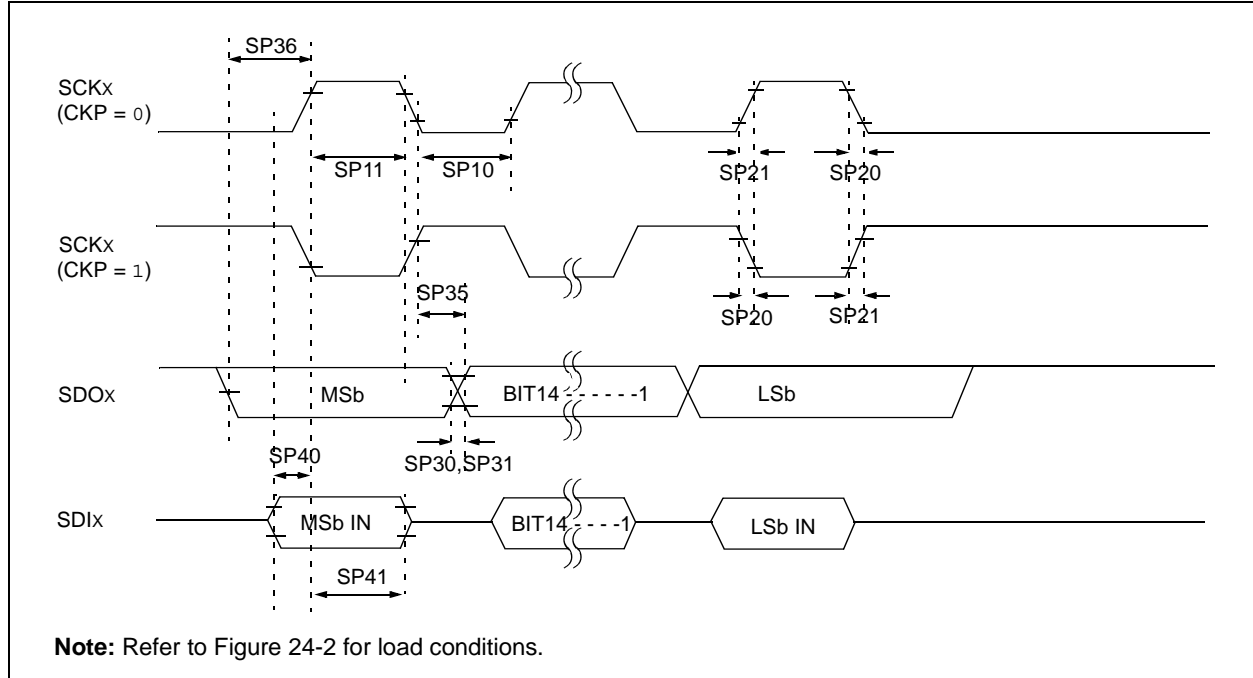 SP36
SCKX
(CKP = 0)
SP11
SP10
SP21
SP20
SCKX
(CKP = 1)
SP35
SP20
SP21
SDOX
MSb
BIT14 - - - - - -1
LSb
SP40
SP30,SP31
SDIX
MSb IN
BIT14 - - - -1
LSb IN
SP41
Note: Refer to Figure 24-2 for load conditions.